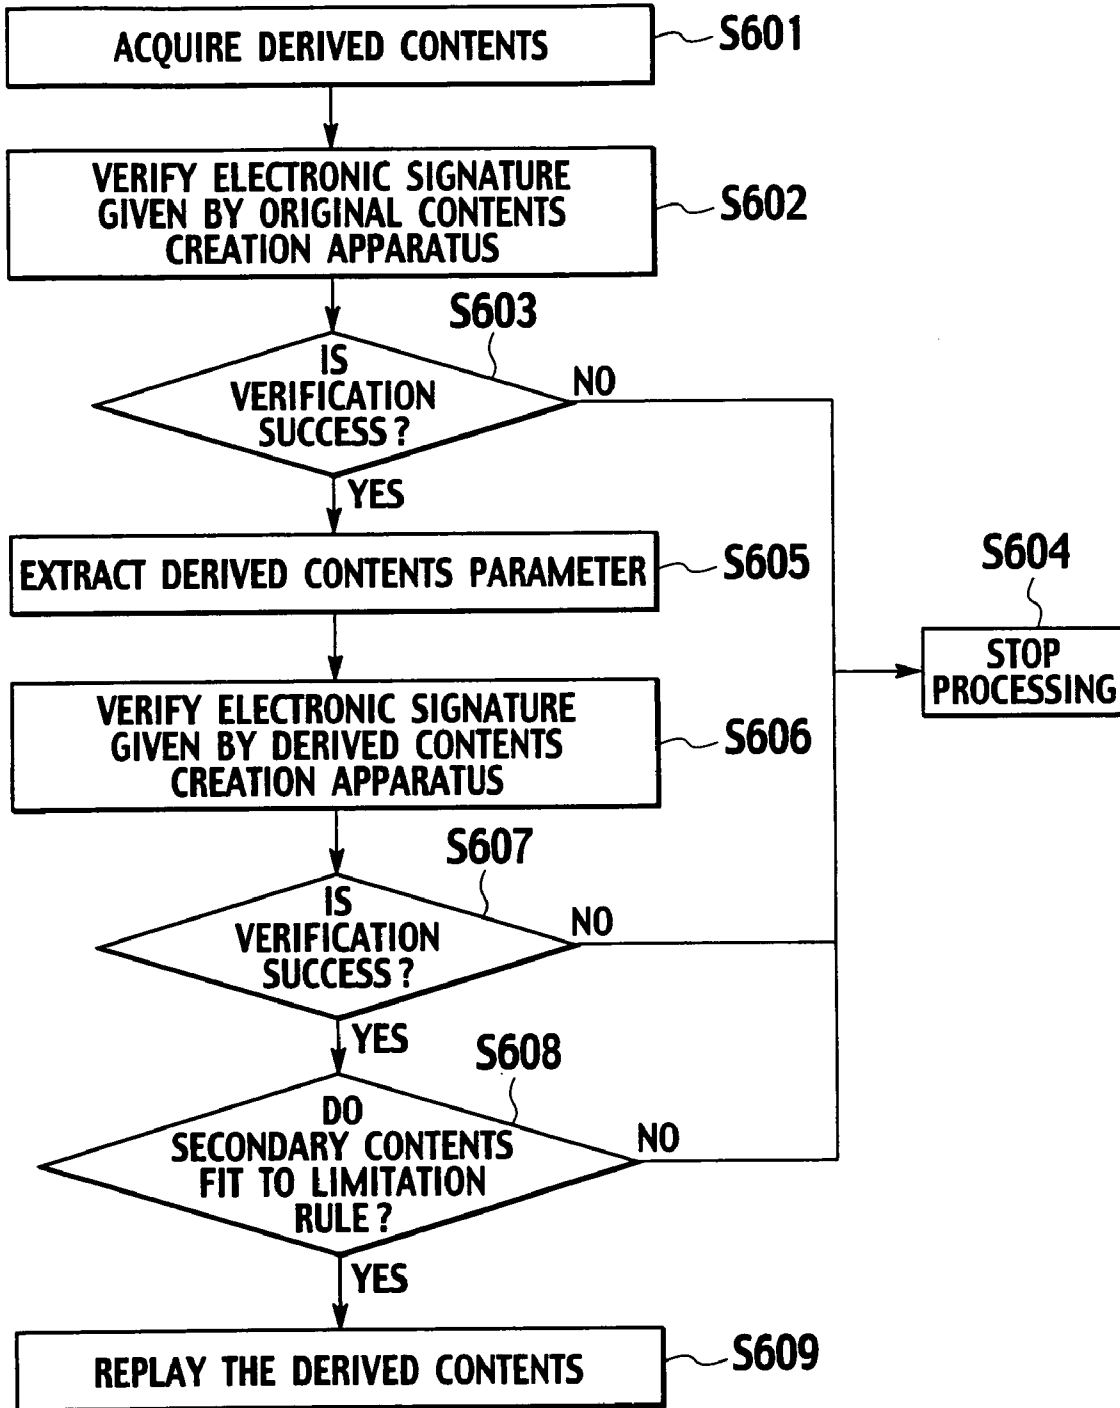 ACQUIRE DERIVED CONTENTS
S601
VERIFY ELECTRONIC SIGNATURE
GIVEN BY ORIGINAL CONTENTS
CREATION APPARATUS
S602
S603
IS
VERIFICATION
SUCCESS?
NO
YES
EXTRACT DERIVED CONTENTS PARAMETER
S605
S604
STOP
PROCESSING
VERIFY ELECTRONIC SIGNATURE
GIVEN BY DERIVED CONTENTS
CREATION APPARATUS
S606
S607
IS
VERIFICATION
SUCCESS?
NO
YES
S608
DO
SECONDARY CONTENTS
FIT TO LIMITATION
RULE?
NO
YES
REPLAY THE DERIVED CONTENTS
S609